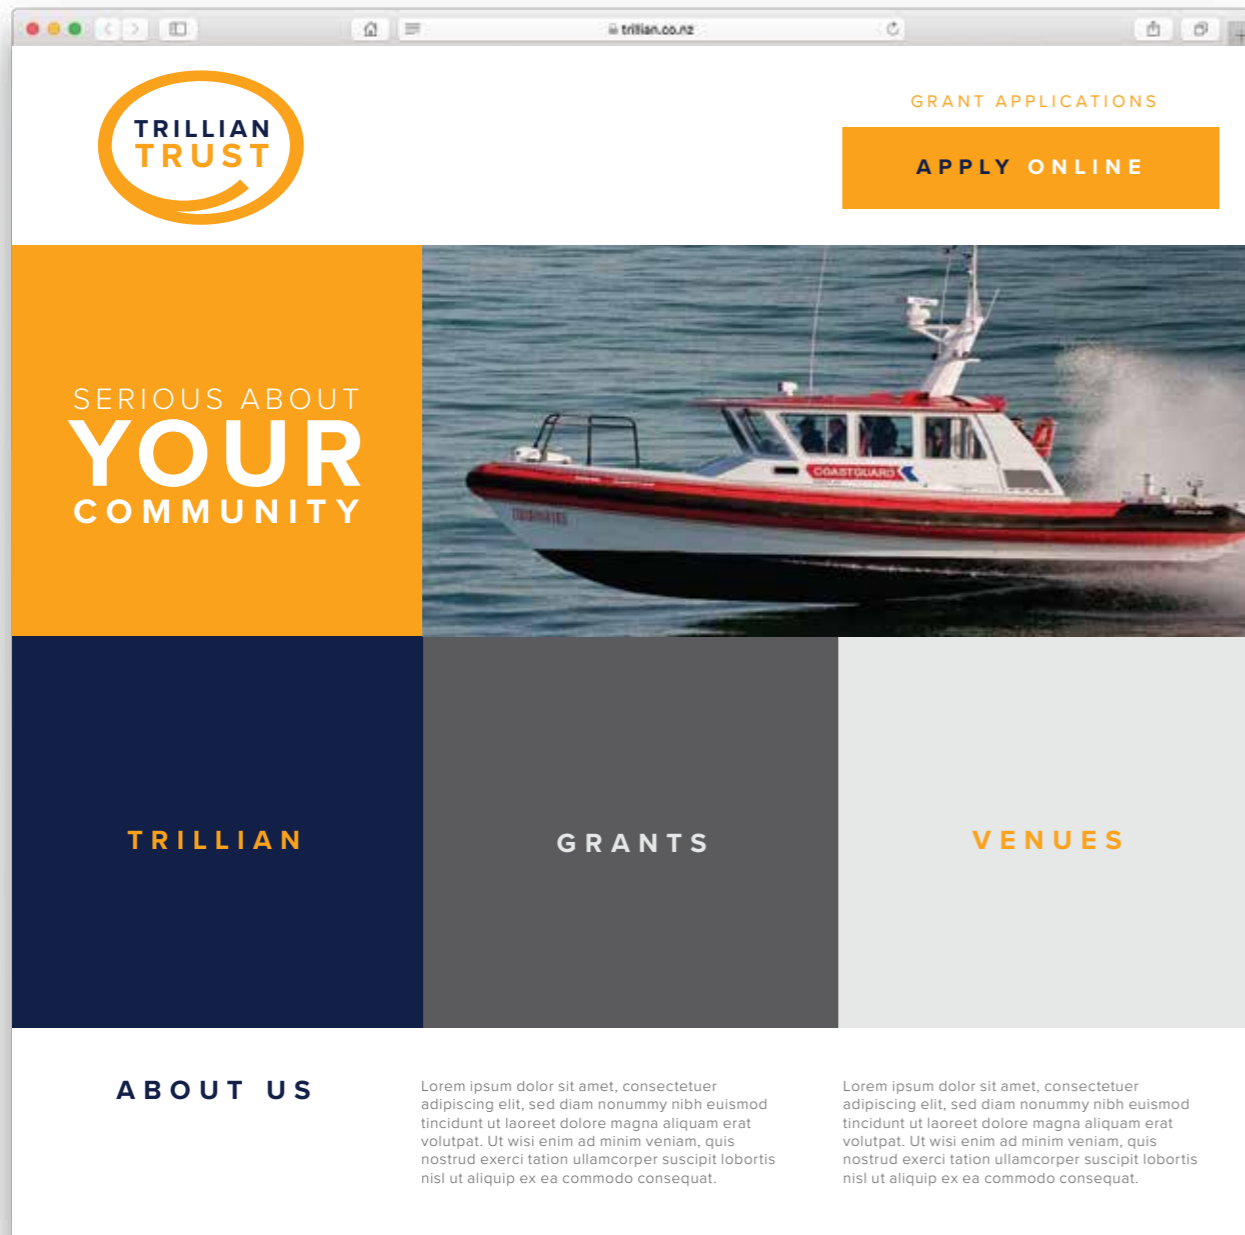 trillian.co.nz
TRILLIAN
TRUST
GRANT APPLICATIONS
APPLY ONLINE
SERIOUS ABOUT
YOUR
COMMUNITY
COASTGUARD
TRILLIAN
GRANTS
VENUES
ABOUT US
Lorem ipsum dolor sit amet, consectetuer
adipiscing elit, sed diam nonummy nibh euismod
tincidunt ut laoreet dolore magna aliquam erat
volutpat. Ut wisi enim ad minim veniam, quis
nostrud exerci tation ullamcorper suscipit lobortis
nisl ut aliquip ex ea commodo consequat.
Lorem ipsum dolor sit amet, consectetuer
adipiscing elit, sed diam nonummy nibh euismod
tincidunt ut laoreet dolore magna aliquam erat
volutpat. Ut wisi enim ad minim veniam, quis
nostrud exerci tation ullamcorper suscipit lobortis
nisl ut aliquip ex ea commodo consequat.